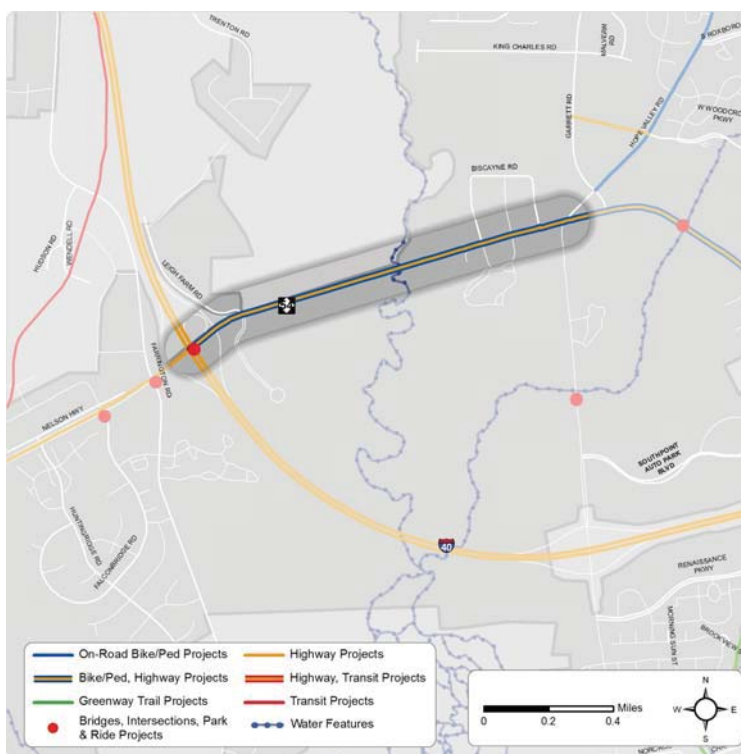 TRENTON RD
KING CHARLES RD
MALVERN
RD
S ROXBORO
HOPE VALLEY RD
W WOODCRO
PKWY
GARRETT RD
BISCAYNE RD
HUDSON RD
WENDELL RD
LEIGH FARM RD
54
FARRINGTON RD
NELSON HWY
SOUTHPOINT
AUTO PARK
BLVD
HUNTINGRIDGE RD
FALCONBRIDGE RD
40
RENAISSANCE
PKWY
MORNING SUN ST
BROOKVIEW
On-Road Bike/Ped Projects
Highway Projects
Bike/Ped, Highway Projects
Highway, Transit Projects
Greenway Trail Projects
Transit Projects
Bridges, Intersections, Park
& Ride Projects
Water Features
Miles
0 0.2 0.4
N
W E
S